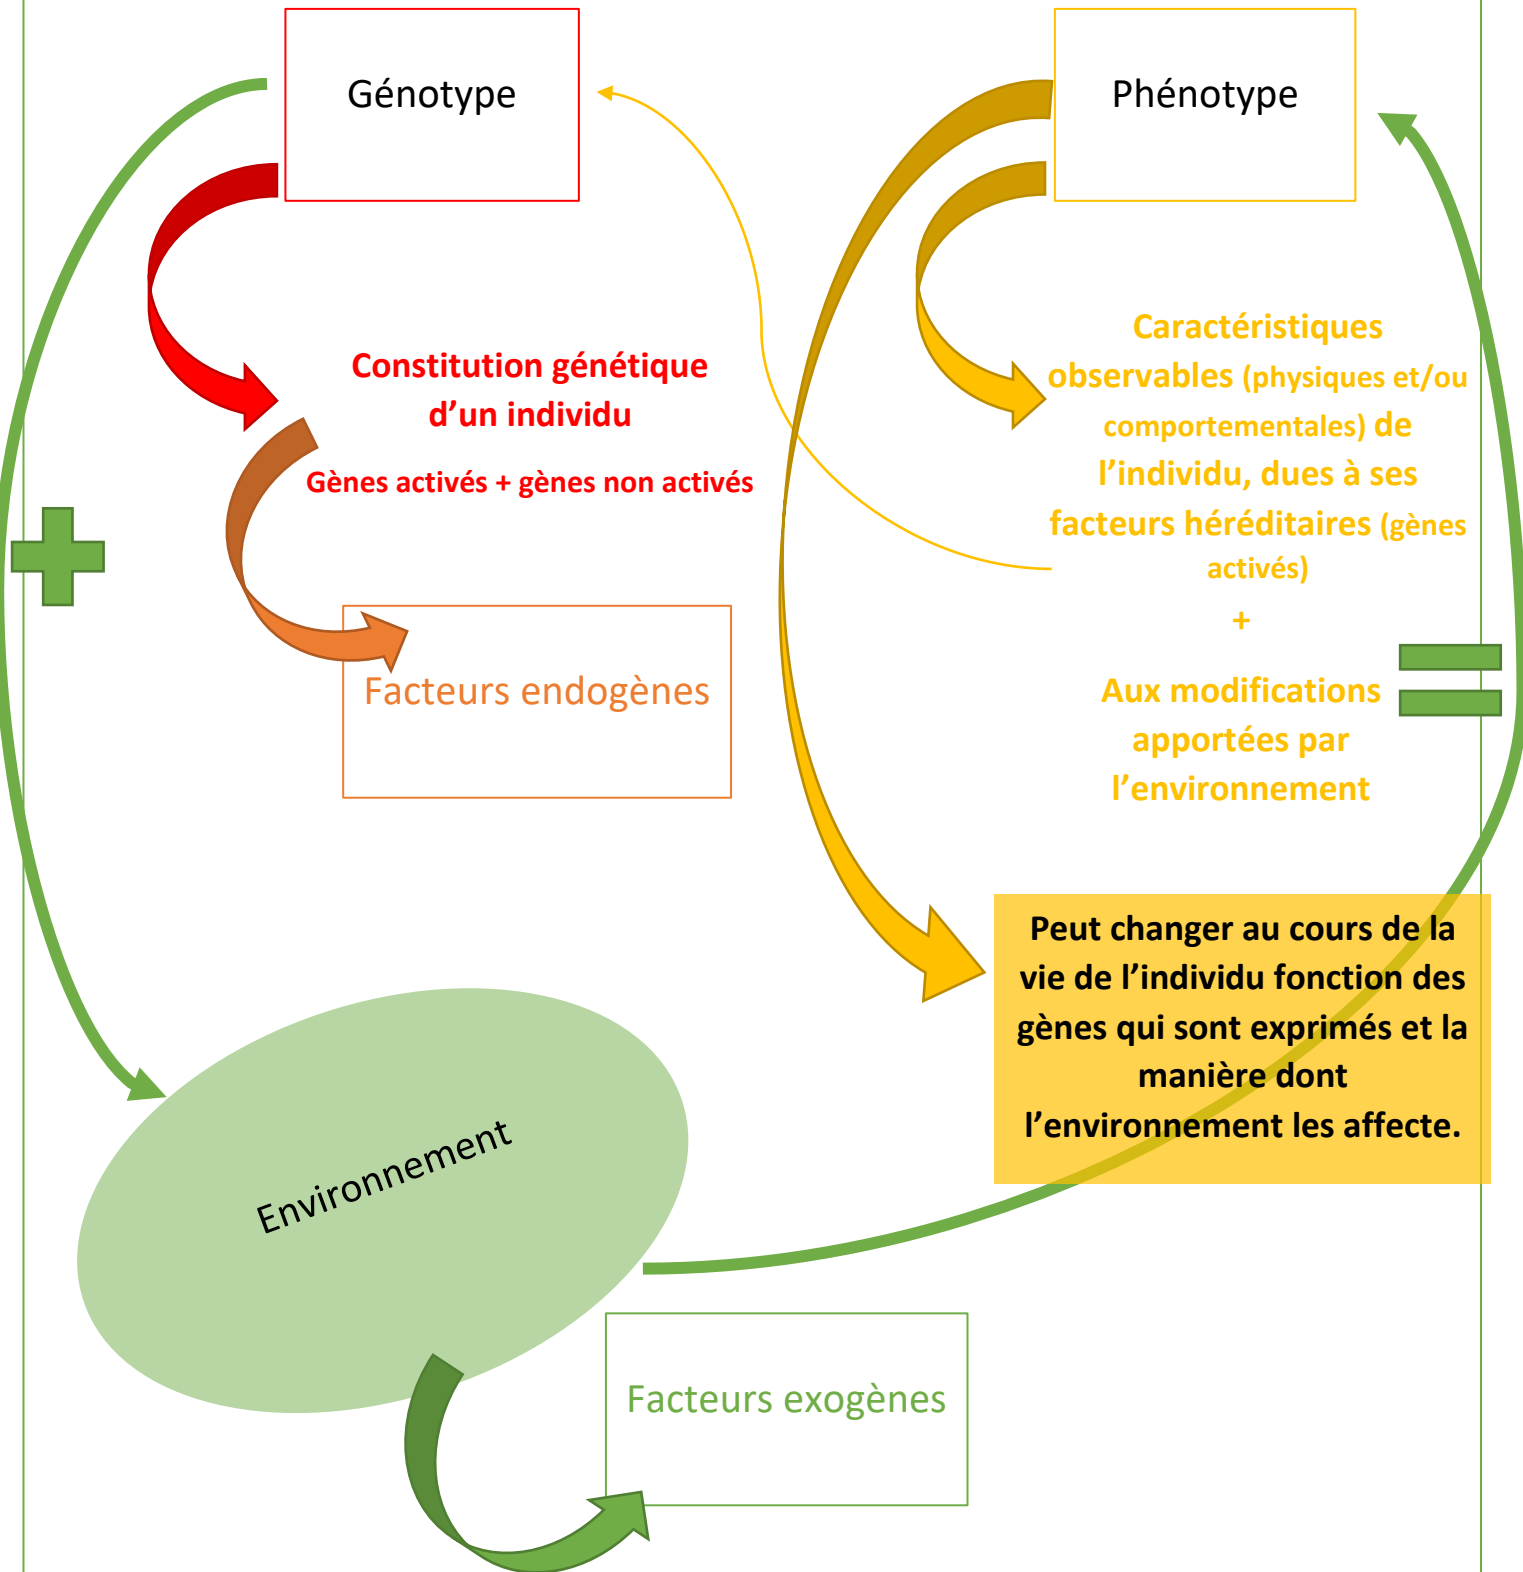 Génotype
Phénotype
Constitution génétique
d’un individu
Gènes activés + gènes non activés
Facteurs endogènes
Caractéristiques
observables (physiques et/ou
comportementales) de
l’individu, dues à ses
facteurs héréditaires (gènes
activés)
+
Aux modifications
apportées par
l’environnement
Peut changer au cours de la
vie de l’individu fonction des
gènes qui sont exprimés et la
manière dont
l’environnement les affecte.
Environnement
Facteurs exogènes